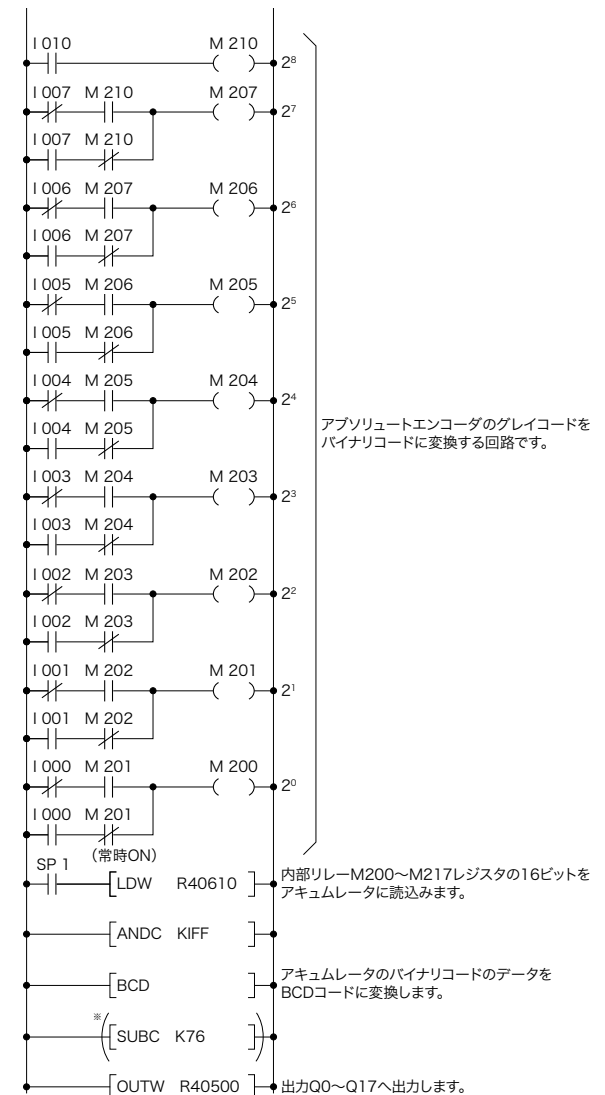 I 010 M 210
2⁸
I 007 M 210 M 207
2⁷
I 007 M 210
I 006 M 207 M 206
2⁶
I 006 M 207
I 005 M 206 M 205
2⁵
I 005 M 206
I 004 M 205 M 204
2⁴
I 004 M 205
アブソリュートエンコーダのグレイコードを
バイナリコードに変換する回路です。
I 003 M 204 M 203
2³
I 003 M 204
I 002 M 203 M 202
2²
I 002 M 203
I 001 M 202 M 201
2¹
I 001 M 202
I 000 M 201 M 200
2⁰
I 000 M 201
(常時ON)
SP 1
LDW R40610
内部リレーM200〜M217レジスタの16ビットを
アキュムレータに読込みます。
ANDC KIFF
BCD
アキュムレータのバイナリコードのデータを
BCDコードに変換します。
※
SUBC K76
OUTW R40500
出力Q0〜Q17へ出力します。